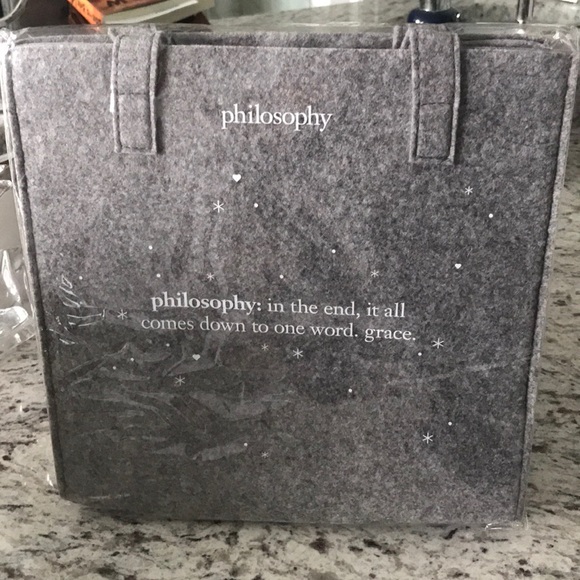 philosophy
philosophy: in the end, it all
comes down to one word. grace.